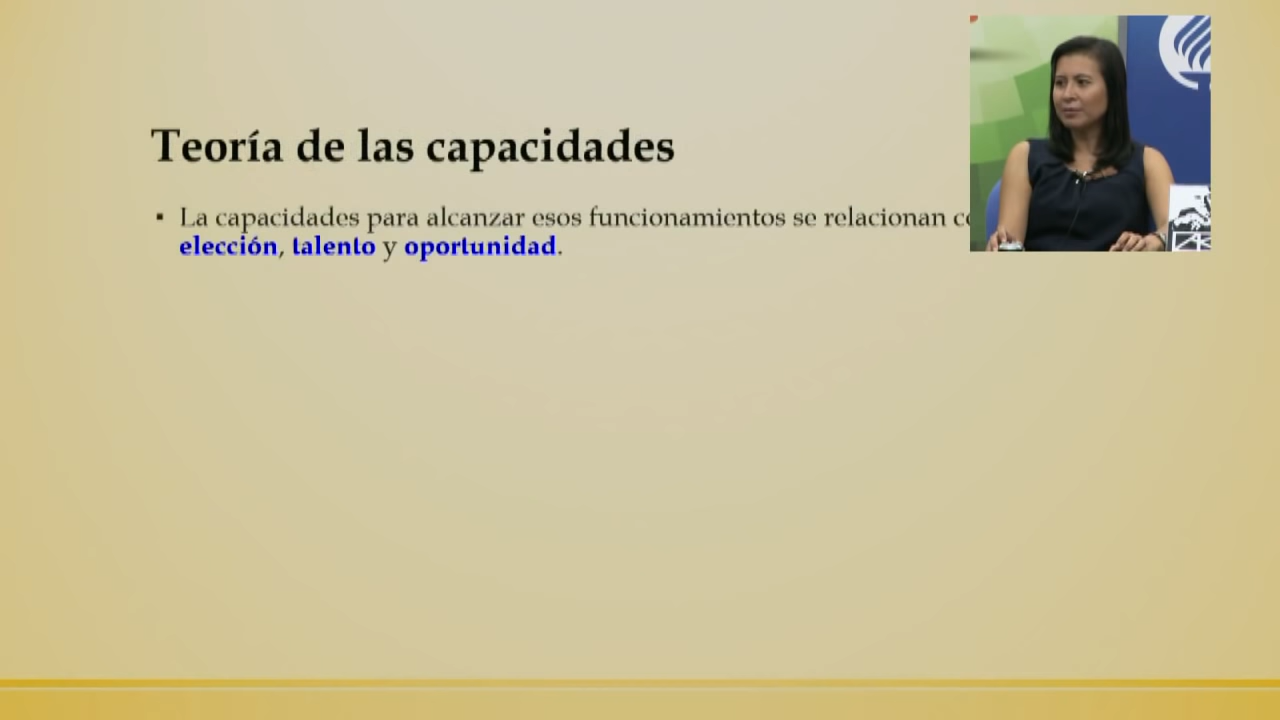 Teoría de las capacidades
▪ La capacidades para alcanzar esos funcionamientos se relacionan
elección, talento y oportunidad.